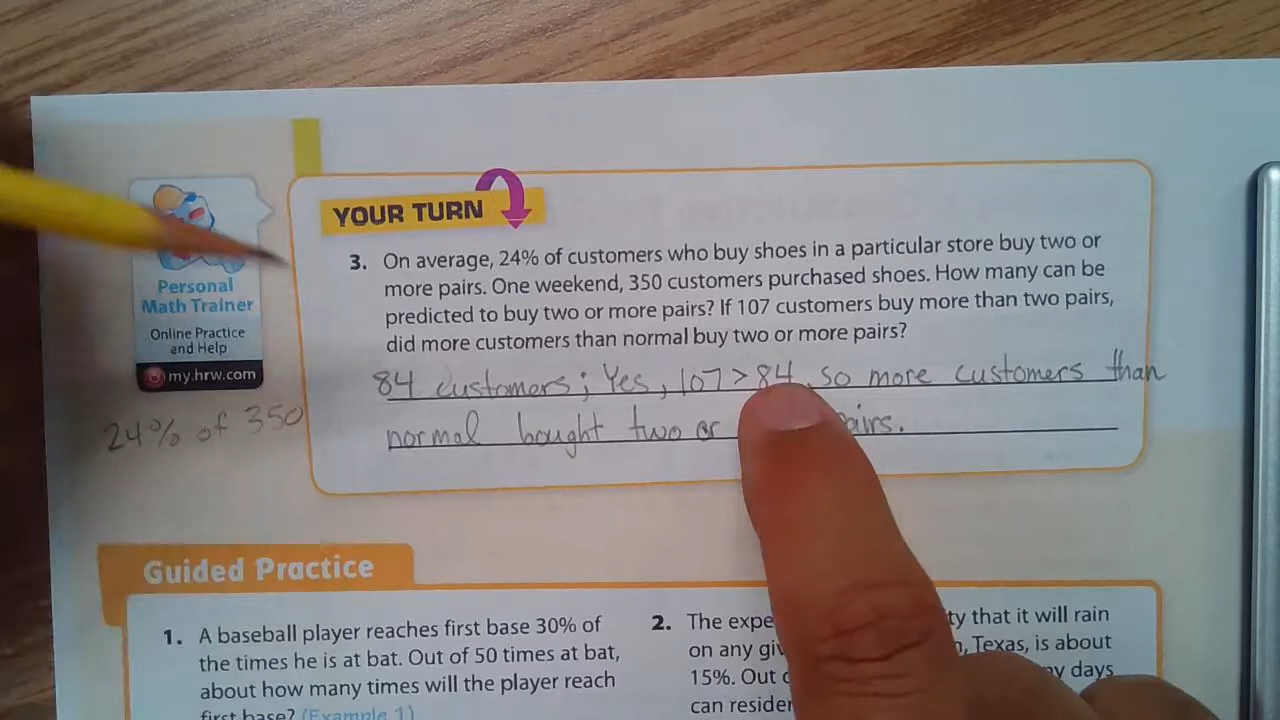 YOUR TURN
3. On average, 24% of customers who buy shoes in a particular store buy two or
more pairs. One weekend, 350 customers purchased shoes. How many can be
predicted to buy two or more pairs? If 107 customers buy more than two pairs,
did more customers than normal buy two or more pairs?
84 customers; Yes, 107 > 84, so more customers than
normal bought two or pairs.
Personal
Math Trainer
Online Practice
and Help
my.hrw.com
24% of 350
Guided Practice
1. A baseball player reaches first base 30% of
the times he is at bat. Out of 50 times at bat,
about how many times will the player reach
first base? (Example 1)
2. The ty that it will rain
on any Texas, is about
15%. Out days
can